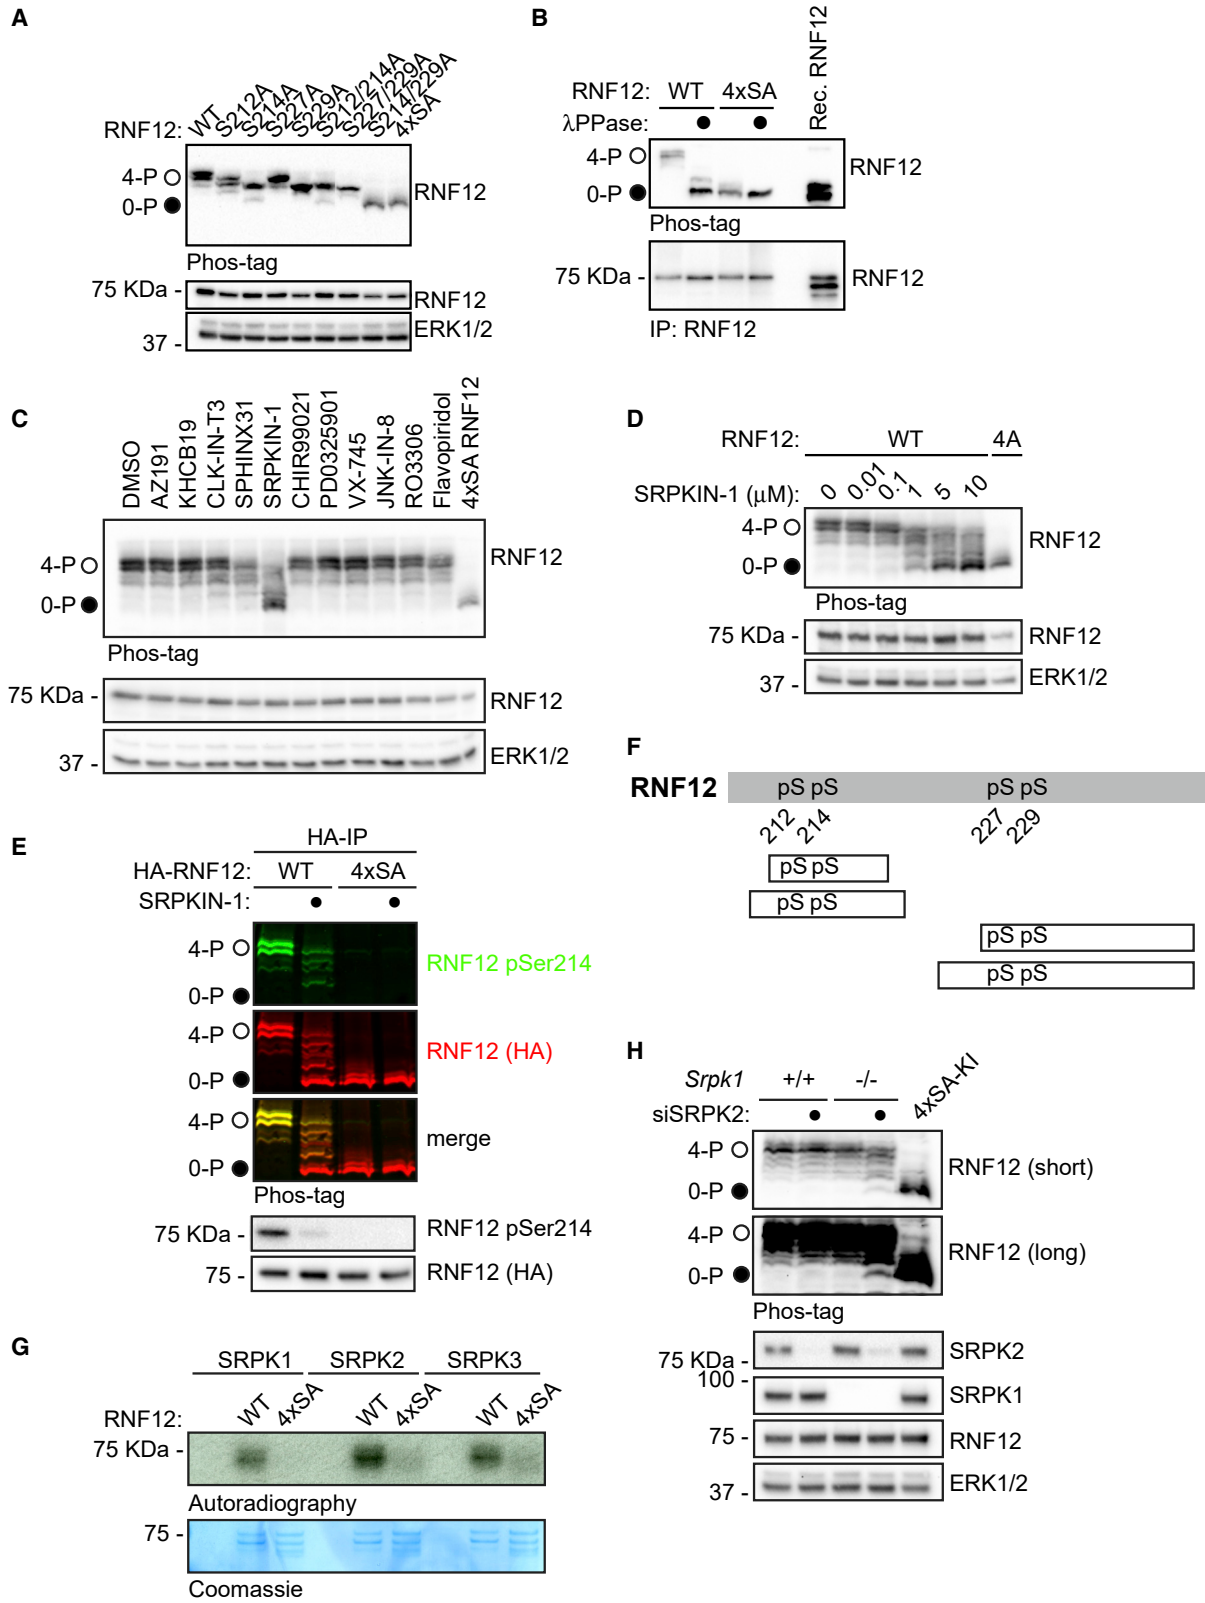 A
RNF12:
WT
S212A
S214A
S227A
S229A
S212/214A
S227/229A
S214/229A
4xSA
4-P
0-P
RNF12
Phos-tag
75 KDa -
RNF12
37 -
ERK1/2
B
RNF12: WT 4xSA
Rec. RNF12
λPPase: ● ●
4-P
0-P
RNF12
Phos-tag
75 KDa -
RNF12
IP: RNF12
C
DMSO
AZ191
KHCB19
CLK-IN-T3
SPHINX31
SRPKIN-1
CHIR99021
PD0325901
VX-745
JNK-IN-8
RO3306
Flavopiridol
4xSA RNF12
4-P
0-P
RNF12
Phos-tag
75 KDa -
RNF12
37 -
ERK1/2
D
RNF12: WT 4A
SRPKIN-1 (μM): 0 0.01 0.1 1 5 10
4-P
0-P
RNF12
Phos-tag
75 KDa -
RNF12
37 -
ERK1/2
E
HA-IP
HA-RNF12: WT 4xSA
SRPKIN-1: ● ●
4-P
0-P
RNF12 pSer214
4-P
0-P
RNF12 (HA)
4-P
0-P
merge
Phos-tag
75 KDa -
RNF12 pSer214
75 -
RNF12 (HA)
F
RNF12 pS pS pS pS
212 214 227 229
pS pS
pS pS
pS pS
pS pS
G
SRPK1 SRPK2 SRPK3
RNF12: WT 4xSA WT 4xSA WT 4xSA
75 KDa -
Autoradiography
75 -
Coomassie
H
Srpk1 +/+ -/- 4xSA-KI
siSRPK2: ● ●
4-P
0-P
RNF12 (short)
4-P
0-P
RNF12 (long)
Phos-tag
75 KDa -
SRPK2
100 -
SRPK1
75 -
RNF12
37 -
ERK1/2